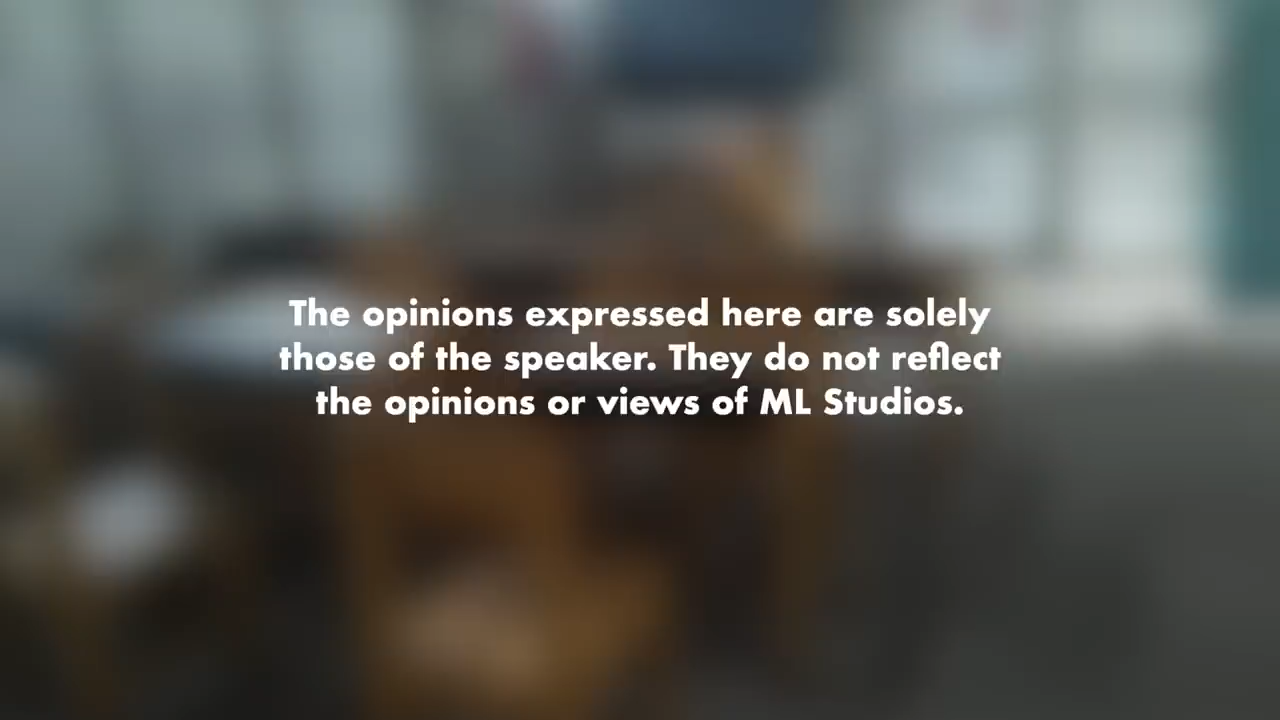 The opinions expressed here are solely
those of the speaker. They do not reflect
the opinions or views of ML Studios.